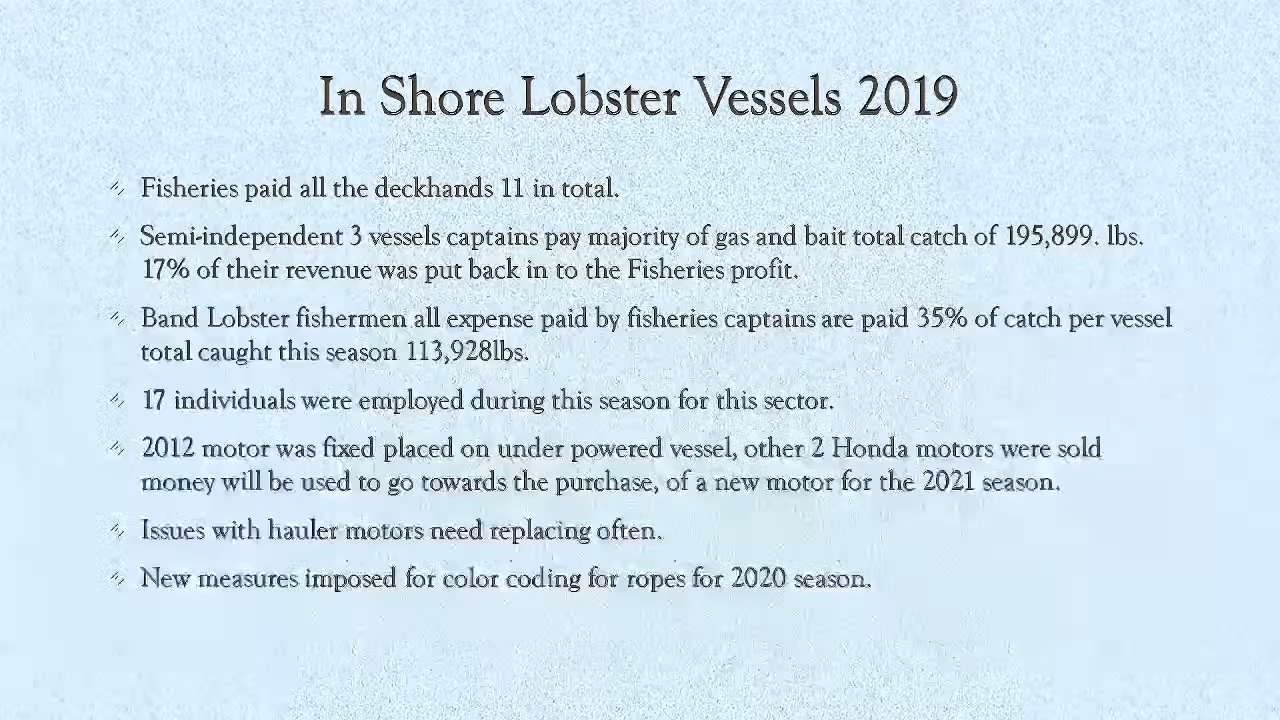 In Shore Lobster Vessels 2019
Fisheries paid all the deckhands 11 in total.
Semi-independent 3 vessels captains pay majority of gas and bait total catch of 195,899. lbs.
17% of their revenue was put back in to the Fisheries profit.
Band Lobster fishermen all expense paid by fisheries captains are paid 35% of catch per vessel
total caught this season 113,928lbs.
17 individuals were employed during this season for this sector.
2012 motor was fixed placed on under powered vessel, other 2 Honda motors were sold
money will be used to go towards the purchase, of a new motor for the 2021 season.
Issues with hauler motors need replacing often.
New measures imposed for color coding for ropes for 2020 season.